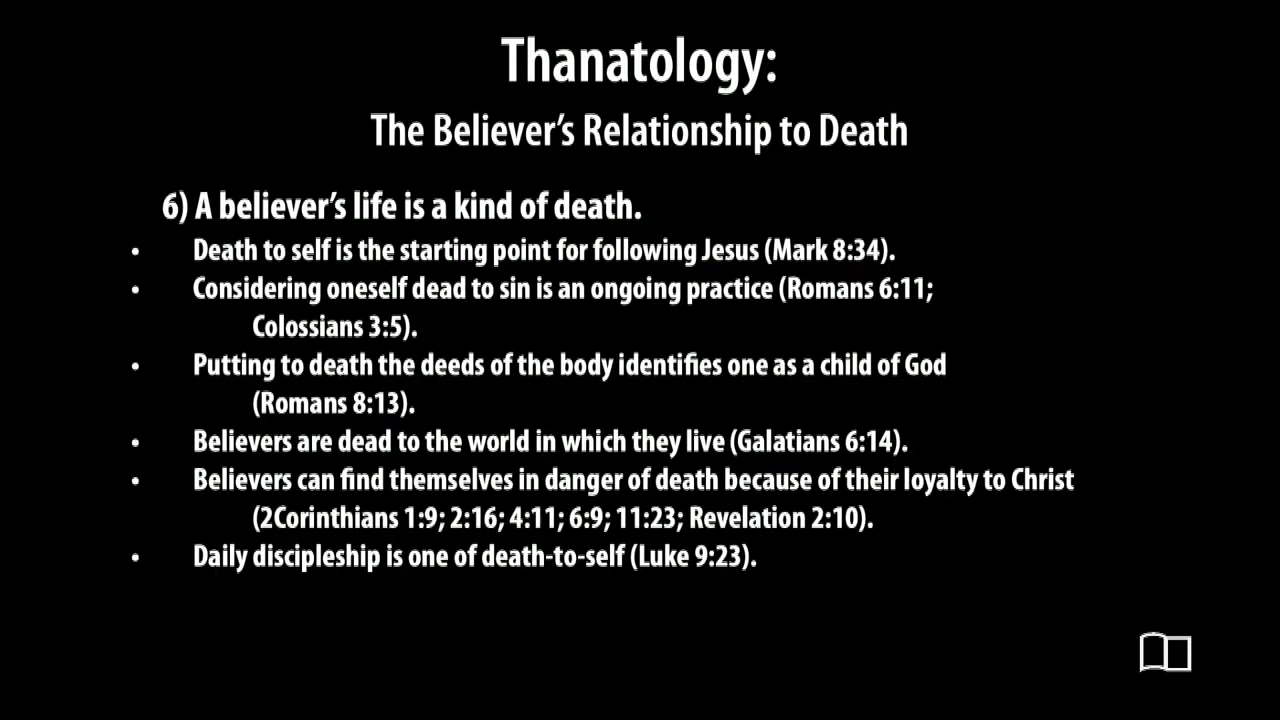 Thanatology:
The Believer’s Relationship to Death
6) A believer’s life is a kind of death.
• Death to self is the starting point for following Jesus (Mark 8:34).
• Considering oneself dead to sin is an ongoing practice (Romans 6:11;
Colossians 3:5).
• Putting to death the deeds of the body identifies one as a child of God
(Romans 8:13).
• Believers are dead to the world in which they live (Galatians 6:14).
• Believers can find themselves in danger of death because of their loyalty to Christ
(2Corinthians 1:9; 2:16; 4:11; 6:9; 11:23; Revelation 2:10).
• Daily discipleship is one of death-to-self (Luke 9:23).